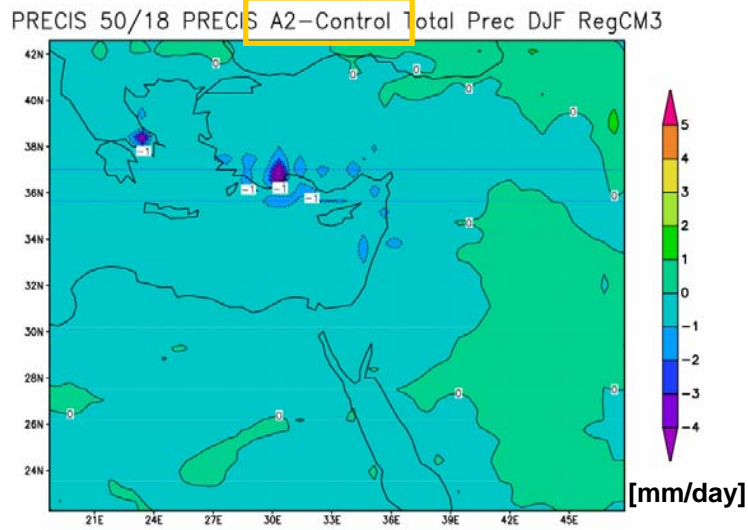 PRECIS 50/18 PRECIS A2-Control Total Prec DJF RegCM3
42N
40N
38N
36N
34N
32N
30N
28N
26N
24N
21E 24E 27E 30E 33E 36E 39E 42E 45E
0
0
0
0
0
0
0
0
0
0
0
-1
-1
-1
-1
5
4
3
2
1
0
-1
-2
-3
-4
[mm/day]